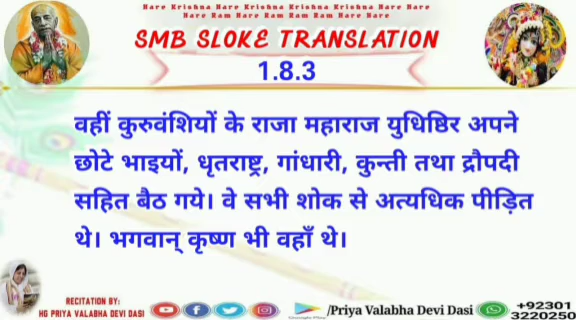 Hare Krishna Hare Krishna Krishna Krishna Hare Hare
Hare Ram Hare Ram Ram Ram Hare Hare
SMB SLOKE TRANSLATION
1.8.3
वहीं कुरुवंशियों के राजा महाराज युधिष्ठिर अपने
छोटे भाइयों, धृतराष्ट्र, गांधारी, कुन्ती तथा द्रौपदी
सहित बैठ गये। वे सभी शोक से अत्यधिक पीड़ित
थे। भगवान् कृष्ण भी वहाँ थे।
RECITATION BY:
HG PRIYA VALABHA DEVI DASI
/Priya Valabha Devi Dasi
+92301
3220250